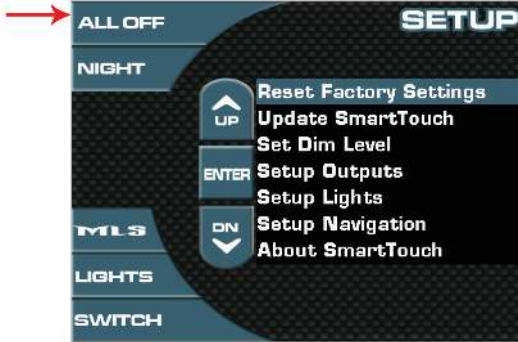 ALL OFF
SETUP
NIGHT
Reset Factory Settings
UP
Update SmartTouch
Set Dim Level
ENTER
Setup Outputs
Setup Lights
MLS
DN
Setup Navigation
About SmartTouch
LIGHTS
SWITCH